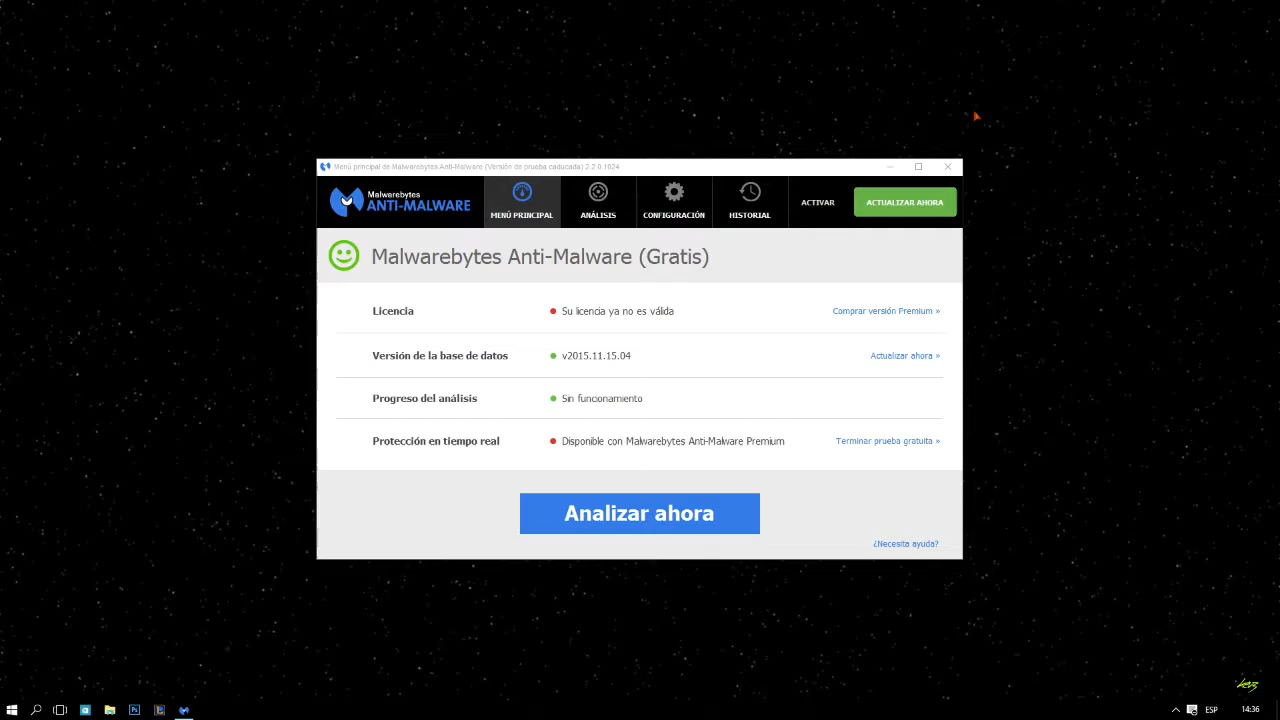 Menú principal de Malwarebytes Anti-Malware (Versión de prueba caducada) 2.2.0.1024
Malwarebytes
ANTI-MALWARE
MENÚ PRINCIPAL
ANÁLISIS
CONFIGURACIÓN
HISTORIAL
ACTIVAR
ACTUALIZAR AHORA
Malwarebytes Anti-Malware (Gratis)
Licencia
Su licencia ya no es válida
Comprar versión Premium »
Versión de la base de datos
v2015.11.15.04
Actualizar ahora »
Progreso del análisis
Sin funcionamiento
Protección en tiempo real
Disponible con Malwarebytes Anti-Malware Premium
Terminar prueba gratuita »
Analizar ahora
¿Necesita ayuda?
Ps
ESP
14:36